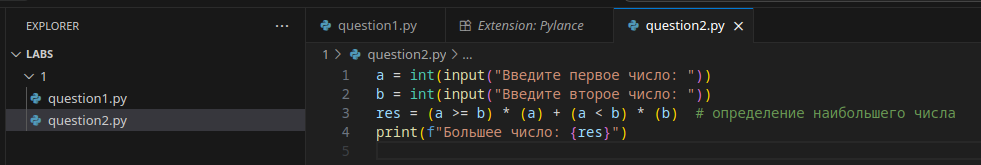 EXPLORER
...
LABS
1
question1.py
question2.py
question1.py
Extension: Pylance
question2.py
1 > question2.py > ...
1 a = int(input("Введите первое число: "))
2 b = int(input("Введите второе число: "))
3 res = (a >= b) * (a) + (a < b) * (b)  # определение наибольшего числа
4 print(f"Большее число: {res}")
5